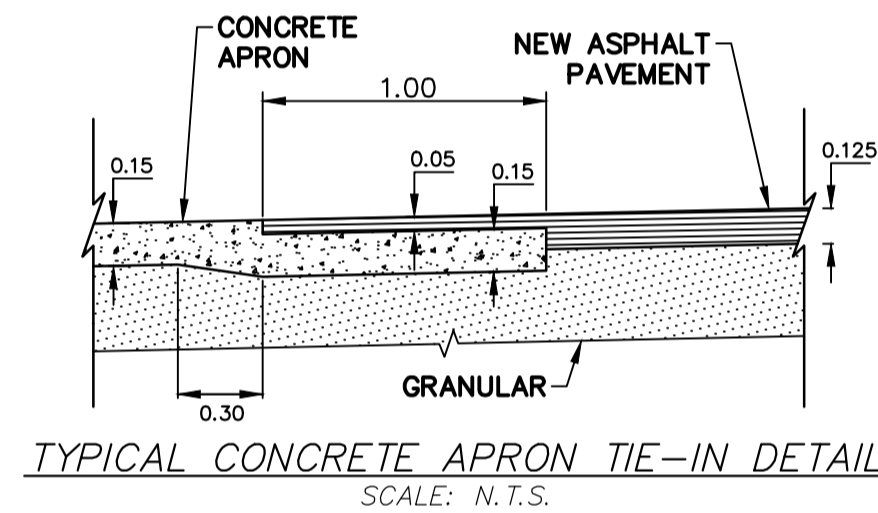 CONCRETE
APRON
NEW ASPHALT
PAVEMENT
1.00
0.15
0.05
0.15
0.125
GRANULAR
0.30
TYPICAL CONCRETE APRON TIE-IN DETAIL
SCALE: N.T.S.